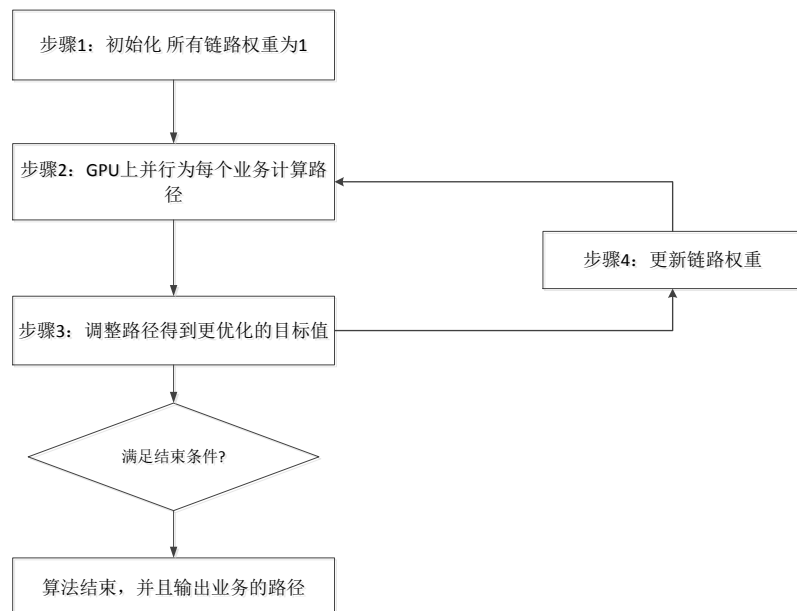 步骤1：初始化 所有链路权重为1
步骤2：GPU上并行为每个业务计算路
径
步骤4：更新链路权重
步骤3：调整路径得到更优化的目标值
满足结束条件?
算法结束，并且输出业务的路径